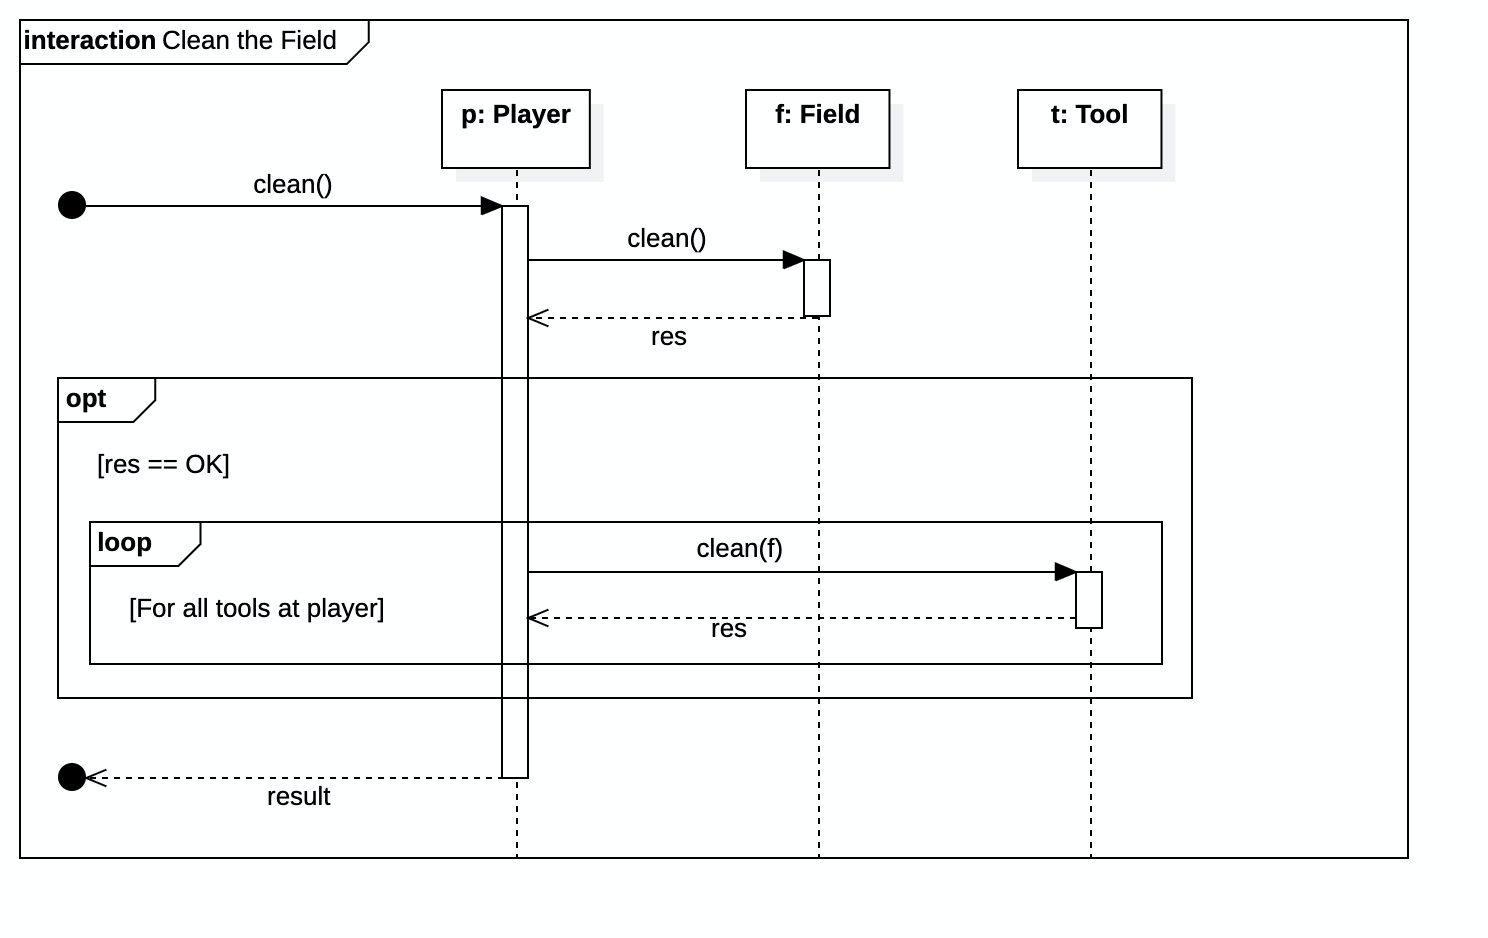 interaction Clean the Field
p: Player
f: Field
t: Tool
clean()
clean()
res
opt
[res == OK]
loop
clean(f)
[For all tools at player]
res
result